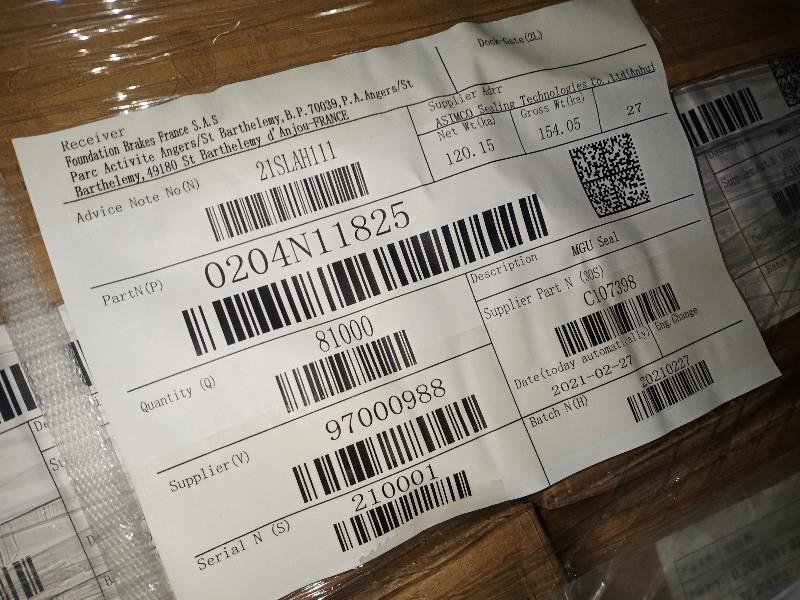 Receiver
Foundation Brakes France S.A.S
Parc Activite Angers/St Barthelemy,B.P.70039,P.A.Angers/St
Barthelemy,49180 St Barthelemy d'Anjou-FRANCE
Dock-Gate(2L)
Supplier Adrr
ASIMCO Sealing Technologies Co.,ltd(Anhui
Net Wt(kg)
120.15
Gross Wt(kg)
154.05
27
Advice Note No(N)
21SLAH111
PartN(P)
0204N11825
Description
MGU Seal
Quantity (Q)
81000
Supplier Part N (30S)
C107398
Supplier(V)
97000988
Date(today automatically)
2021-02-27
Eng.Change
Serial N (S)
210001
Batch N(H)
20210227